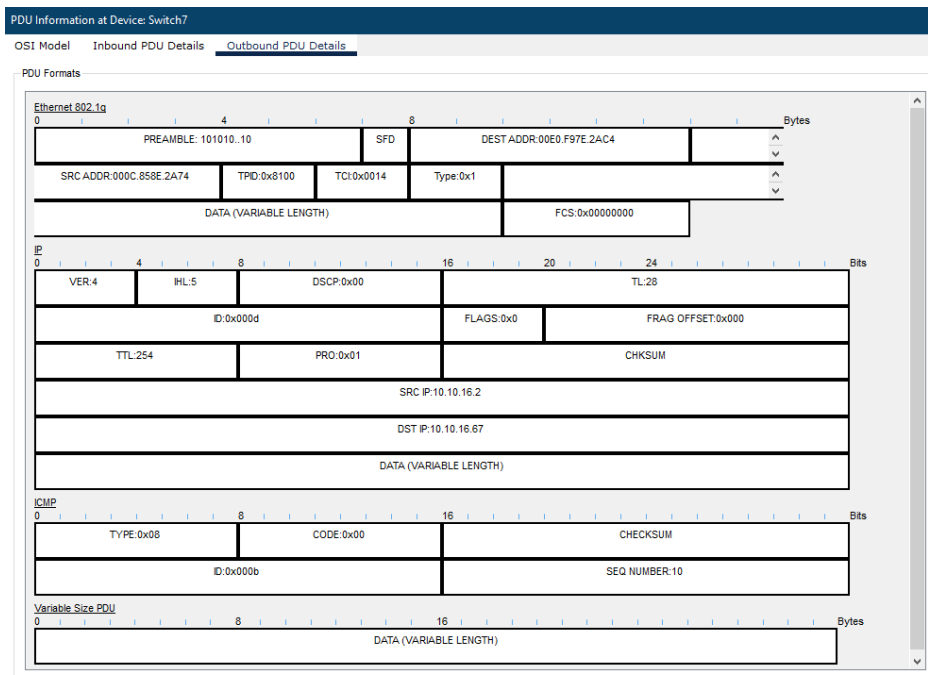 PDU Information at Device: Switch7
OSI Model Inbound PDU Details Outbound PDU Details
PDU Formats
Ethernet 802.1q
0 4 8 Bytes
PREAMBLE: 101010..10 SFD DEST ADDR:00E0.F97E.2AC4
SRC ADDR:000C.858E.2A74 TPID:0x8100 TCI:0x0014 Type:0x1
DATA (VARIABLE LENGTH) FCS:0x00000000
IP
0 4 8 16 20 24 Bits
VER:4 IHL:5 DSCP:0x00 TL:28
ID:0x000d FLAGS:0x0 FRAG OFFSET:0x000
TTL:254 PRO:0x01 CHKSUM
SRC IP:10.10.16.2
DST IP:10.10.16.67
DATA (VARIABLE LENGTH)
ICMP
0 8 16 Bits
TYPE:0x08 CODE:0x00 CHECKSUM
ID:0x000b SEQ NUMBER:10
Variable Size PDU
0 8 16 Bytes
DATA (VARIABLE LENGTH)